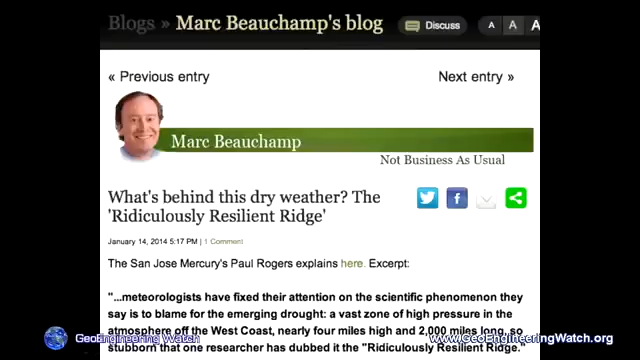 Blogs » Marc Beauchamp's blog
Discuss
A A A
« Previous entry
Next entry »
Marc Beauchamp
Not Business As Usual
What's behind this dry weather? The
'Ridiculously Resilient Ridge'
January 14, 2014 5:17 PM | 1 Comment
The San Jose Mercury's Paul Rogers explains here. Excerpt:
"...meteorologists have fixed their attention on the scientific phenomenon they
say is to blame for the emerging drought: a vast zone of high pressure in the
atmosphere off the West Coast, nearly four miles high and 2,000 miles long, so
stubborn that one researcher has dubbed it the "Ridiculously Resilient Ridge."
GeoEngineering Watch
www.GeoEngineeringWatch.org